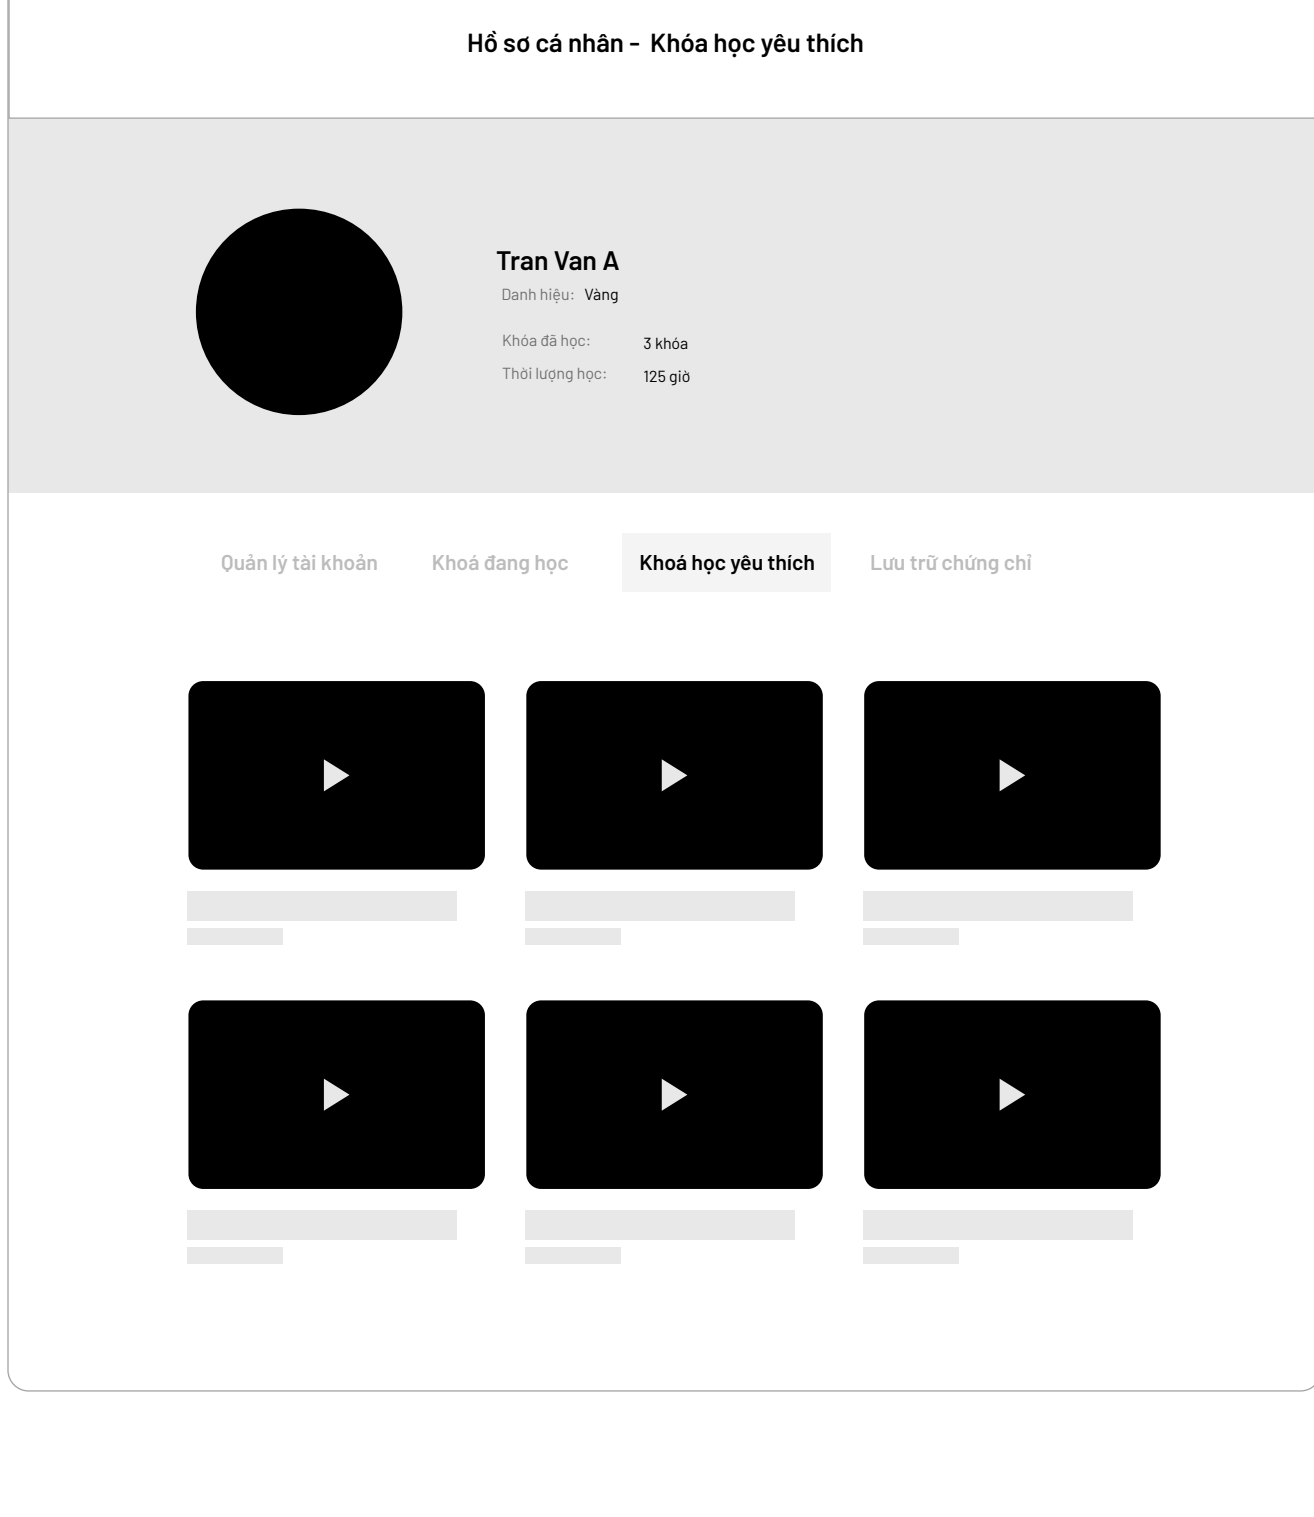 Hồ sơ cá nhân - Khóa học yêu thích
Tran Van A
Danh hiệu: Vàng
Khóa đã học: 3 khóa
Thời lượng học: 125 giờ
Quản lý tài khoản Khoá đang học Khoá học yêu thích Lưu trữ chứng chỉ